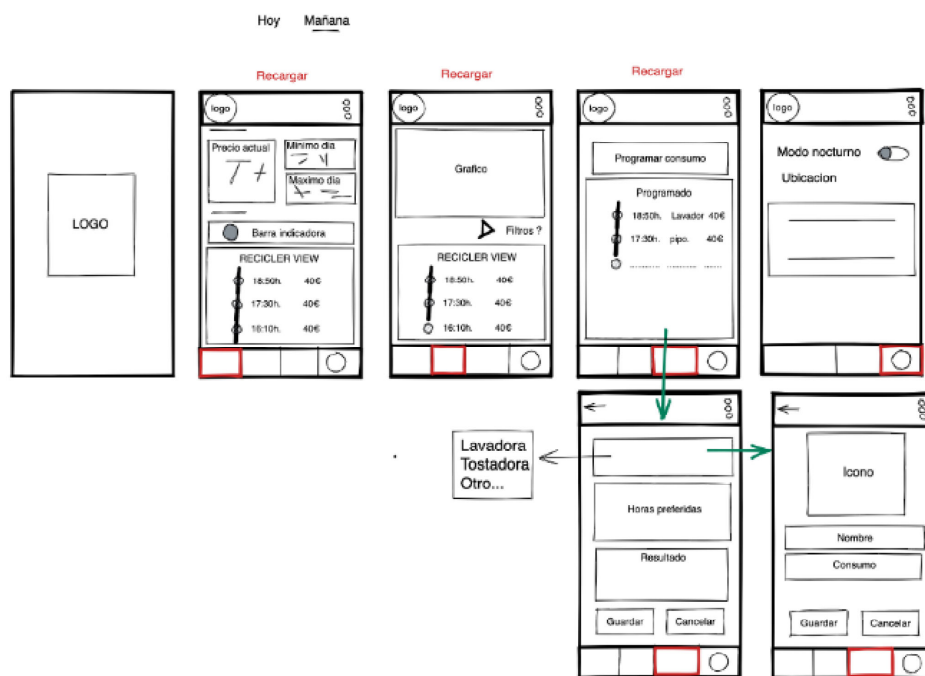 Hoy Mañana
Recargar
Recargar
Recargar
LOGO
logo
Precio actual
Minimo dia
Maximo dia
Barra indicadora
RECICLER VIEW
18:50h. 40€
17:30h. 40€
16:10h. 40€
logo
Grafico
Filtros ?
RECICLER VIEW
18:50h. 40€
17:30h. 40€
16:10h. 40€
logo
Programar consumo
Programado
18:50h. Lavador 40€
17:30h. pipo. 40€
logo
Modo nocturno
Ubicacion
Lavadora
Tostadora
Otro...
Horas preferidas
Resultado
Guardar Cancelar
Icono
Nombre
Consumo
Guardar Cancelar